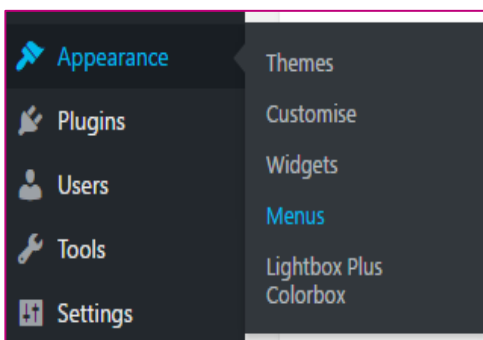 Appearance
Plugins
Users
Tools
Settings
Themes
Customise
Widgets
Menus
Lightbox Plus
Colorbox